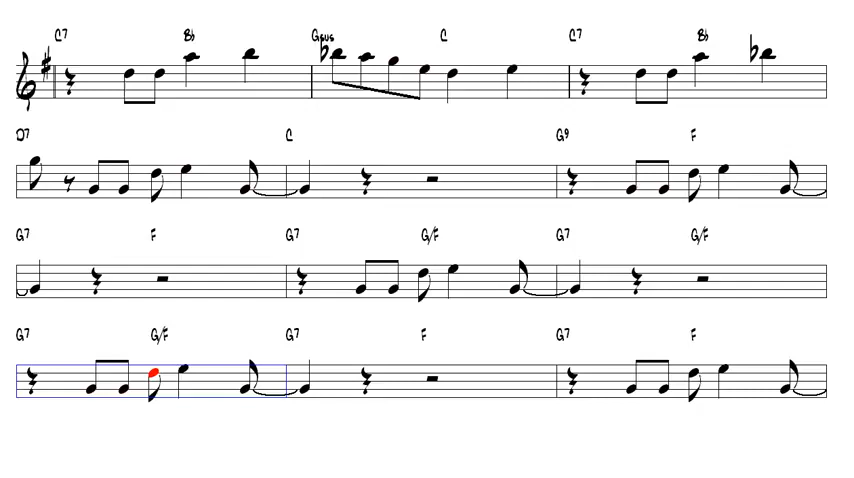 C7 B♭ Gsus C C7 B♭
D7 C G9 F
G7 F G7 G/F G7 G/F
G7 G/F G7 F G7 F